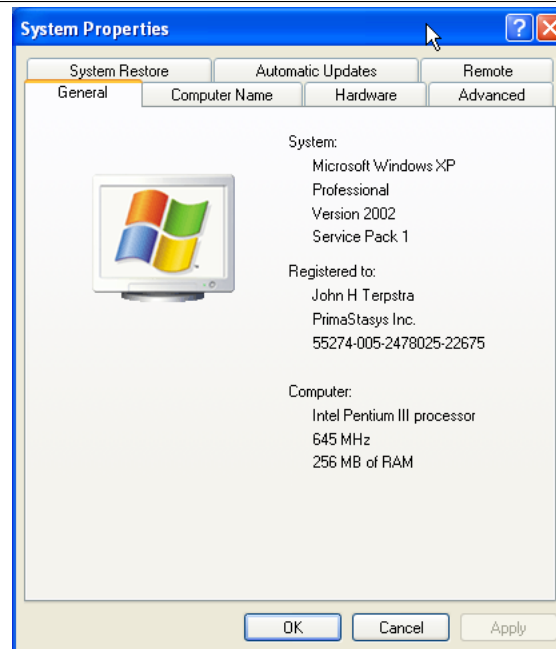 System Properties
System Restore
Automatic Updates
Remote
General
Computer Name
Hardware
Advanced
System:
Microsoft Windows XP
Professional
Version 2002
Service Pack 1
Registered to:
John H Terpstra
PrimaStasys Inc.
55274-005-2478025-22675
Computer:
Intel Pentium III processor
645 MHz
256 MB of RAM
OK
Cancel
Apply